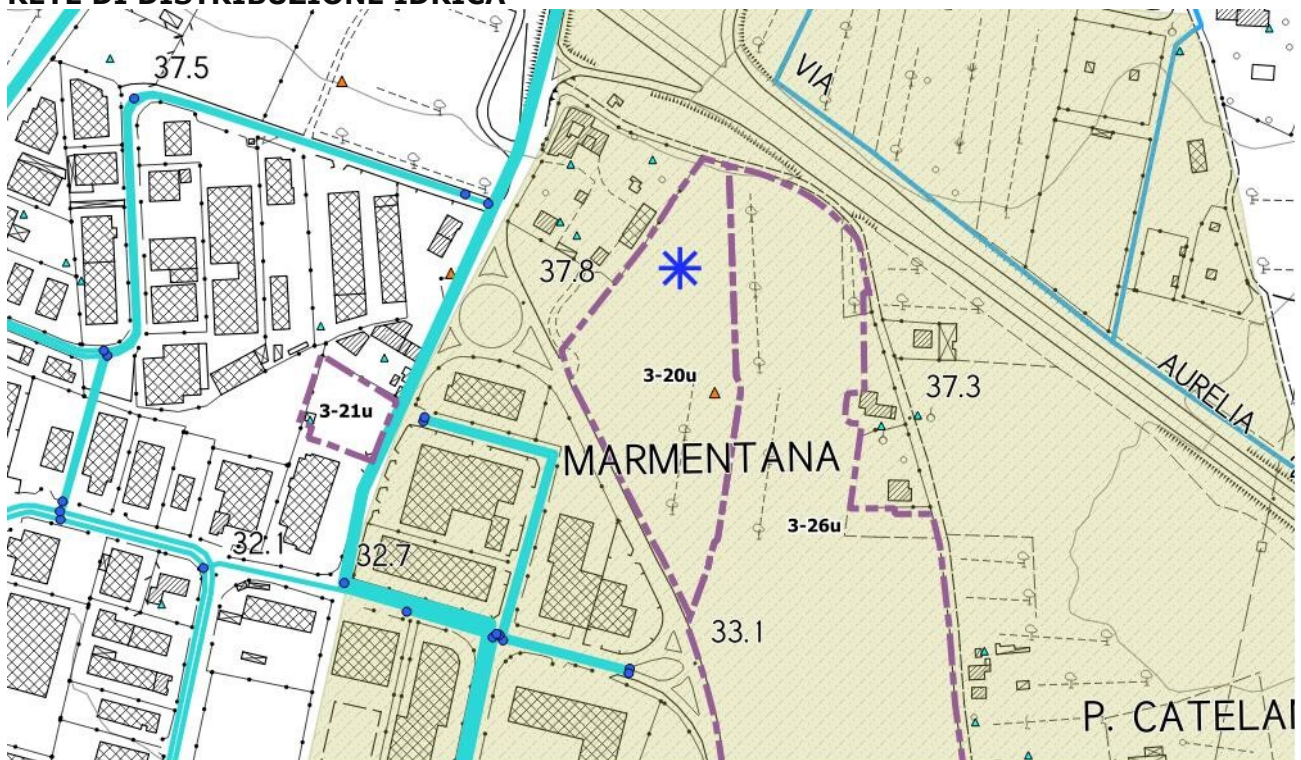 RETE DI DISTRIBUZIONE IDRICA
37.5
VIA
37.8
3-20u
37.3
AURELIA
3-21u
MARMENTANA
3-26u
32.1
32.7
33.1
P. CATELA